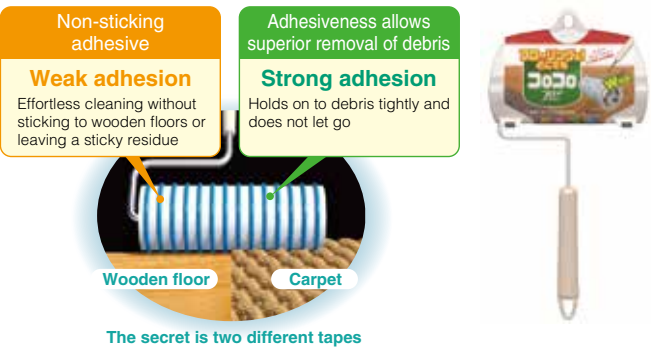 Non-sticking
adhesive
Weak adhesion
Effortless cleaning without
sticking to wooden floors or
leaving a sticky residue
Adhesiveness allows
superior removal of debris
Strong adhesion
Holds on to debris tightly and
does not let go
Wooden floor
Carpet
The secret is two different tapes
コロコロ